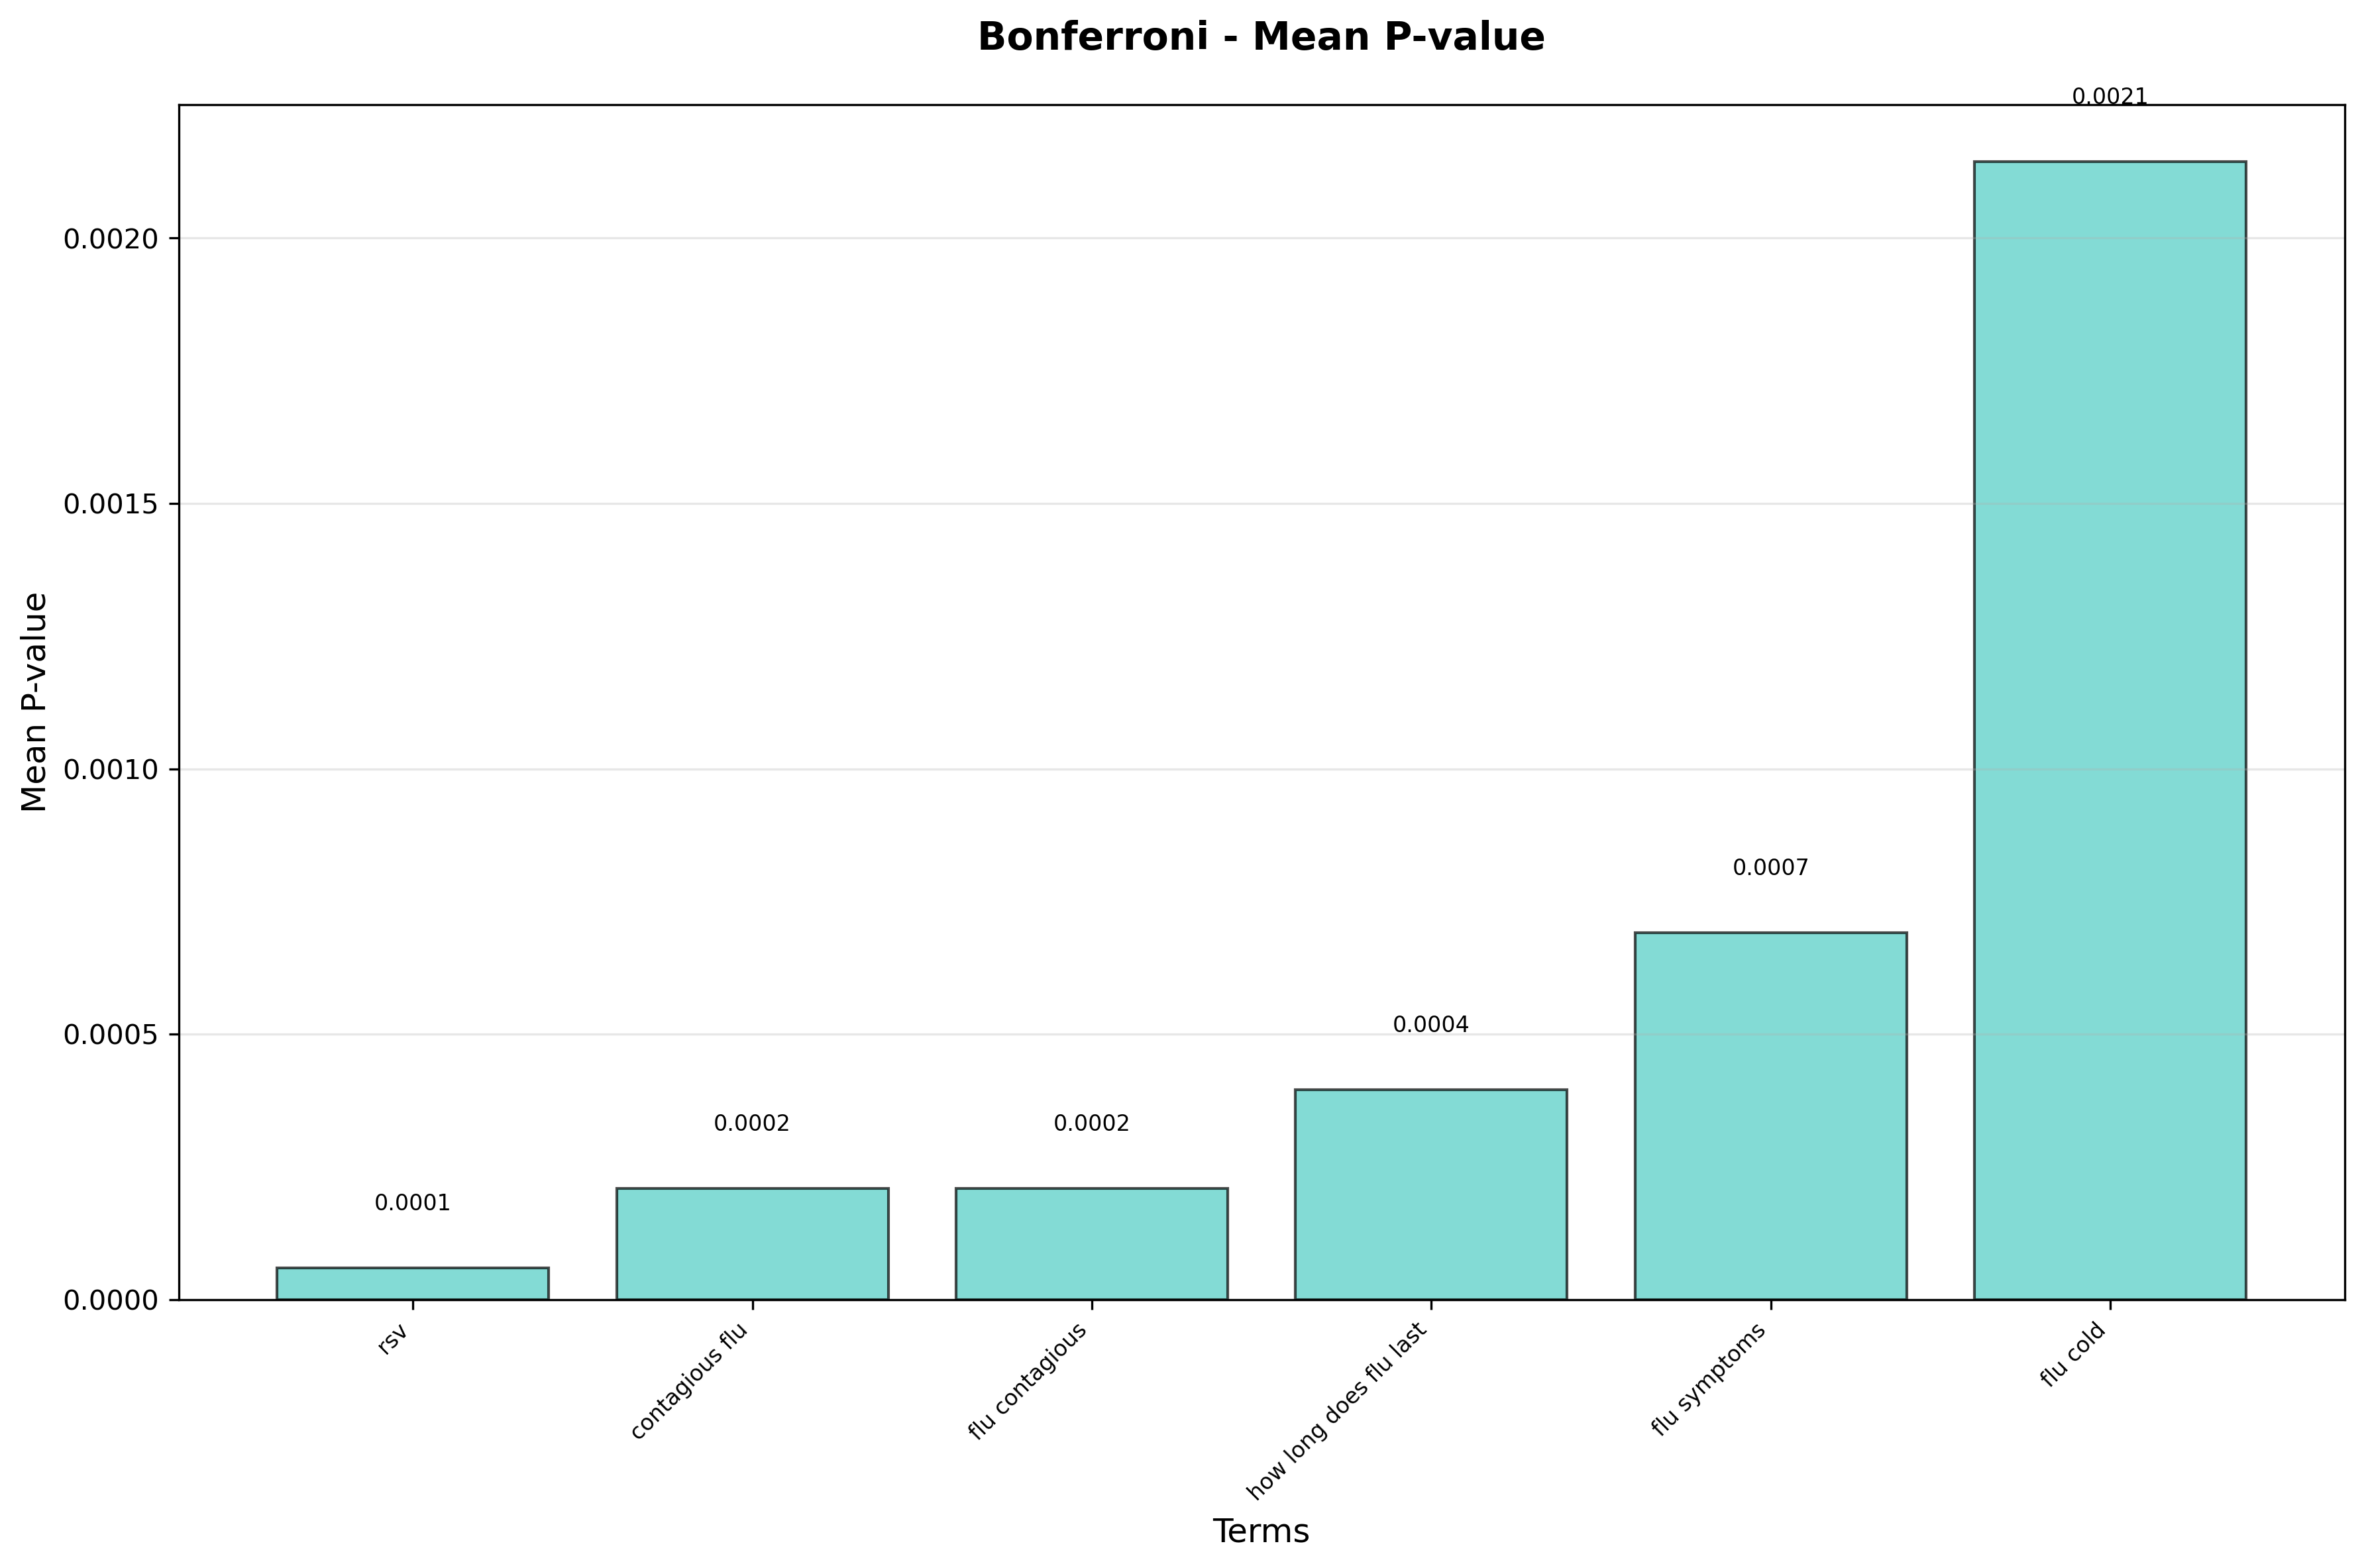 Bonferroni - Mean P-value
0.0021
0.0020
0.0015
Mean P-value
0.0010
0.0007
0.0005
0.0004
0.0002
0.0002
0.0001
0.0000
rsv
contagious flu
flu contagious
how long does flu last
flu symptoms
flu cold
Terms